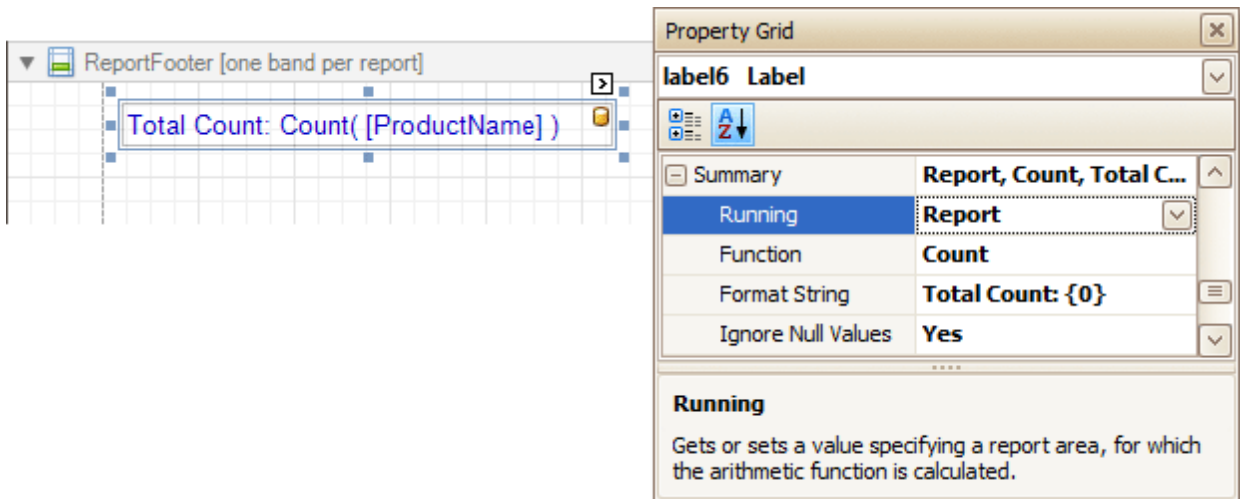 ReportFooter [one band per report]
Total Count: Count( [ProductName] )
Property Grid
label6 Label
A
Z
Summary Report, Count, Total C...
Running Report
Function Count
Format String Total Count: {0}
Ignore Null Values Yes
Running
Gets or sets a value specifying a report area, for which
the arithmetic function is calculated.